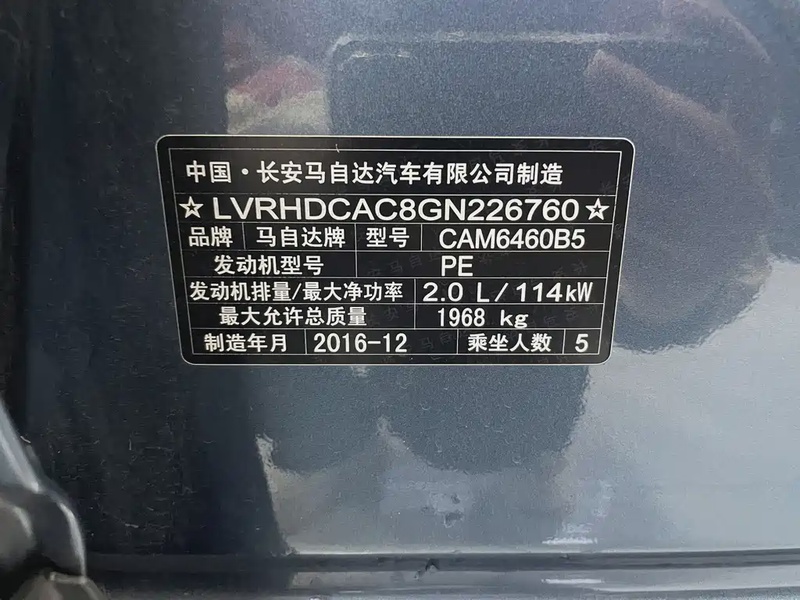 中国·长安马自达汽车有限公司制造
☆LVRHDCAC8GN226760☆
品牌 马自达牌 型号 CAM6460B5
发动机型号 PE
发动机排量/最大净功率 2.0 L/114kW
最大允许总质量 1968 kg
制造年月 2016-12 乘坐人数 5